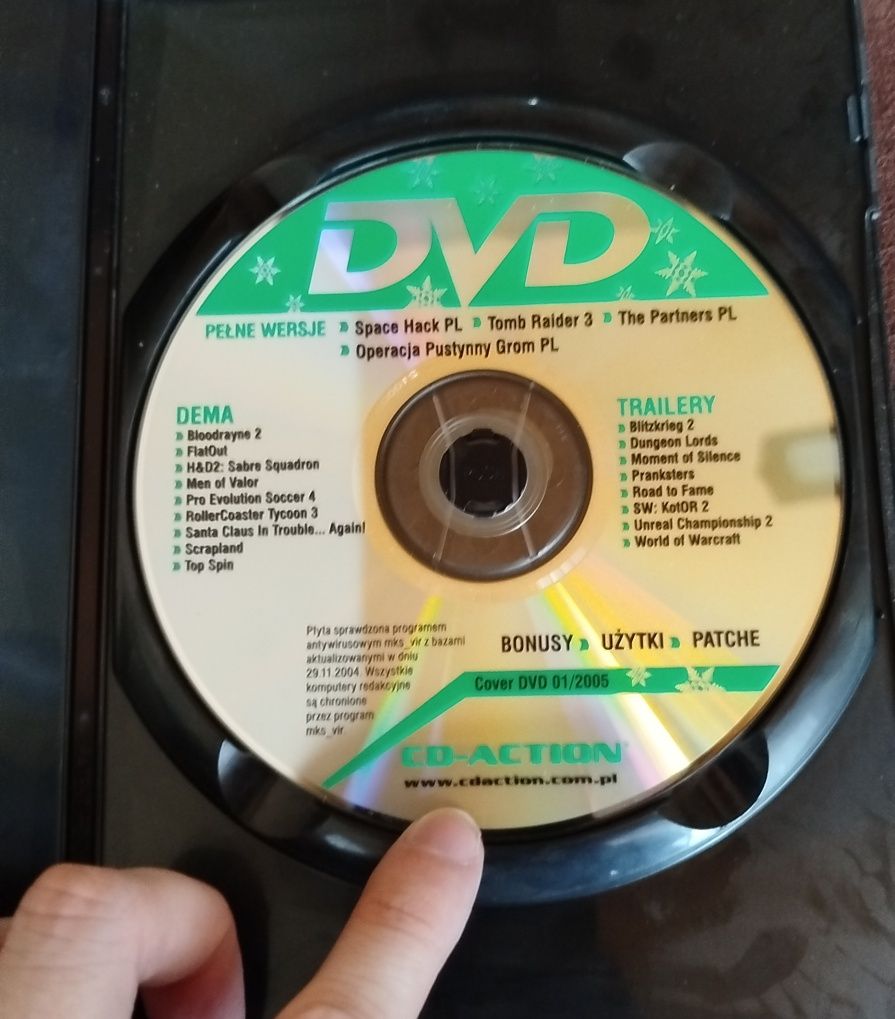 DVD
PEŁNE WERSJE » Space Hack PL » Tomb Raider 3 » The Partners PL
» Operacja Pustynny Grom PL
DEMA
» Bloodrayne 2
» FlatOut
» H&D2: Sabre Squadron
» Men of Valor
» Pro Evolution Soccer 4
» RollerCoaster Tycoon 3
» Santa Claus In Trouble... Again!
» Scrapland
» Top Spin
TRAILERY
» Blitzkrieg 2
» Dungeon Lords
» Moment of Silence
» Pranksters
» Road to Fame
» SW: KotOR 2
» Unreal Championship 2
» World of Warcraft
Płyta sprawdzona programem
antywirusowym mks_vir z bazami
aktualizowanymi w dniu
29.11.2004. Wszystkie
komputery redakcyjne
są chronione
przez program
mks_vir.
BONUSY » UŻYTKI » PATCHE
Cover DVD 01/2005
CD-ACTION
www.cdaction.com.pl